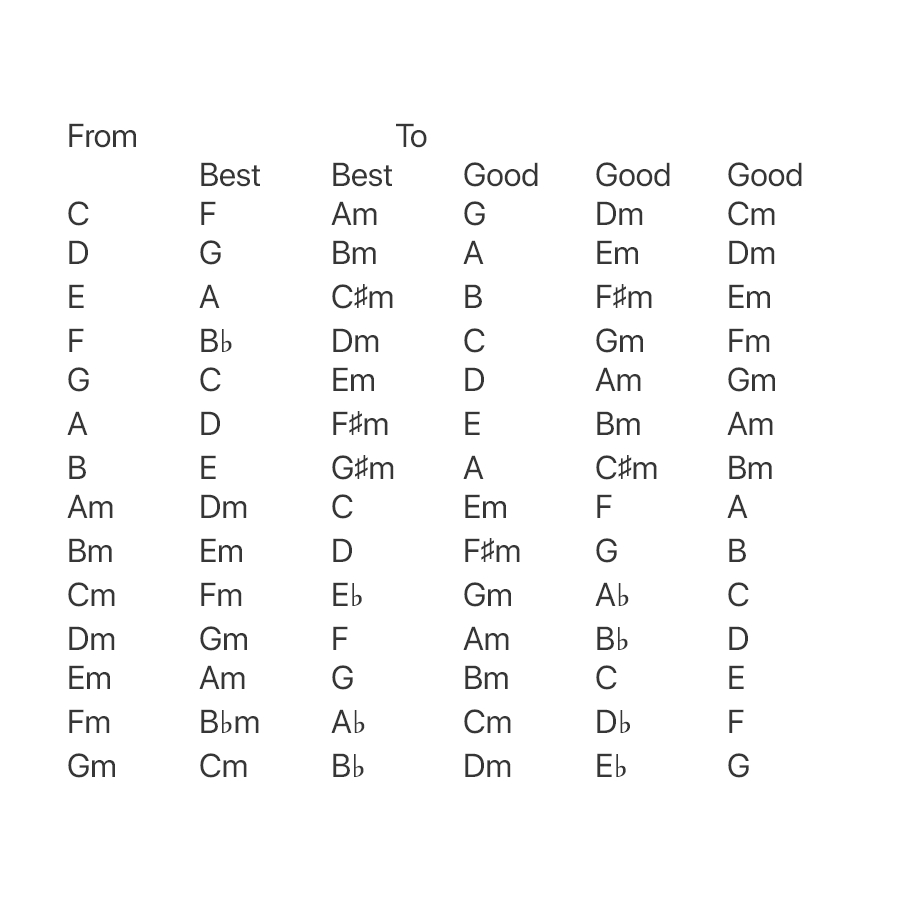 From To
Best Best Good Good Good
C F Am G Dm Cm
D G Bm A Em Dm
E A C♯m B F♯m Em
F B♭ Dm C Gm Fm
G C Em D Am Gm
A D F♯m E Bm Am
B E G♯m A C♯m Bm
Am Dm C Em F A
Bm Em D F♯m G B
Cm Fm E♭ Gm A♭ C
Dm Gm F Am B♭ D
Em Am G Bm C E
Fm B♭m A♭ Cm D♭ F
Gm Cm B♭ Dm E♭ G